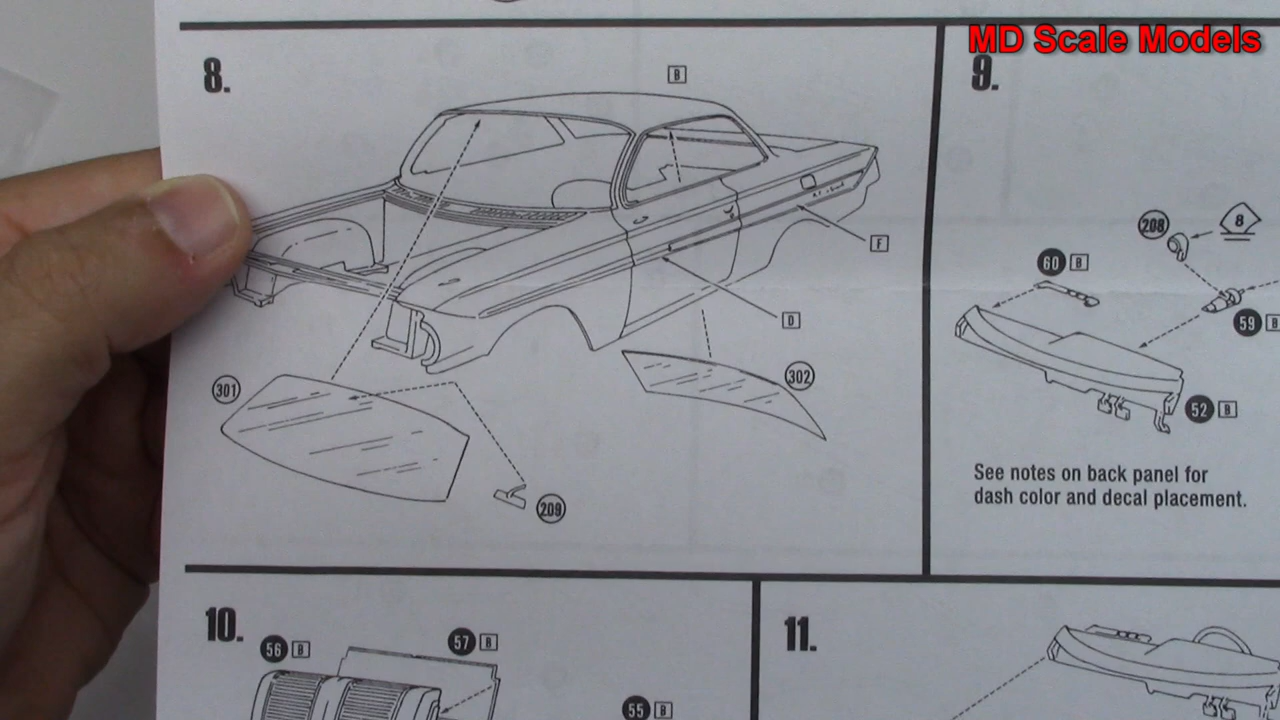 MD Scale Models
8.
B
9.
208
8
F
60 B
59 B
D
301
302
52 B
See notes on back panel for
dash color and decal placement.
209
10.
11.
56 B
57 B
55 B